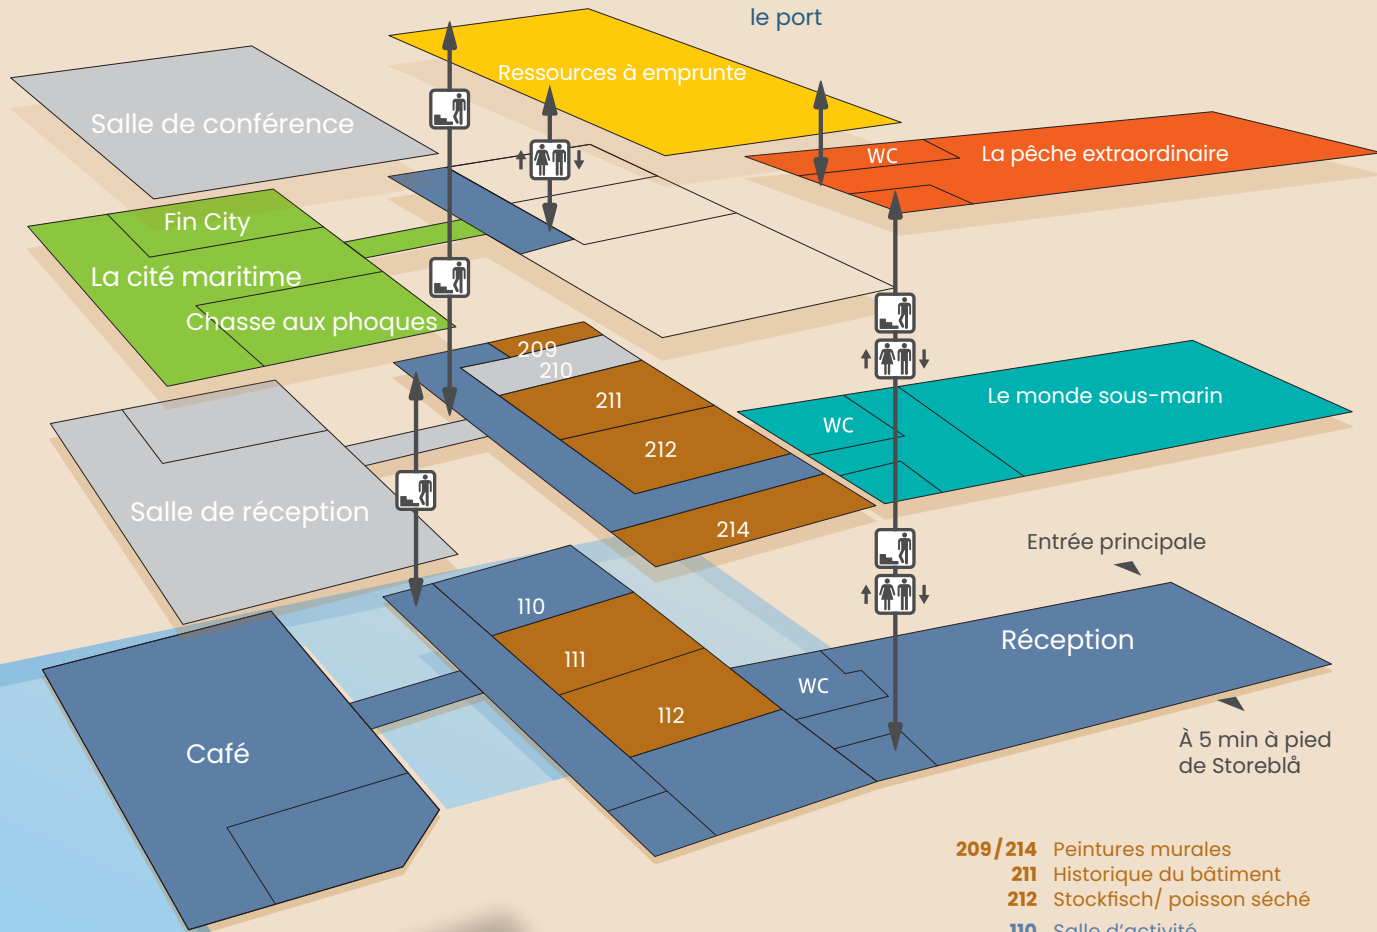 le port
Ressources à emprunte
Salle de conférence
WC
La pêche extraordinaire
Fin City
La cité maritime
Chasse aux phoques
209
210
211
212
214
WC
Le monde sous-marin
Salle de réception
Entrée principale
110
111
112
WC
Réception
Café
À 5 min à pied
de Storeblå
209/214 Peintures murales
211 Historique du bâtiment
212 Stockfisch/ poisson séché
110 Salle d'activité